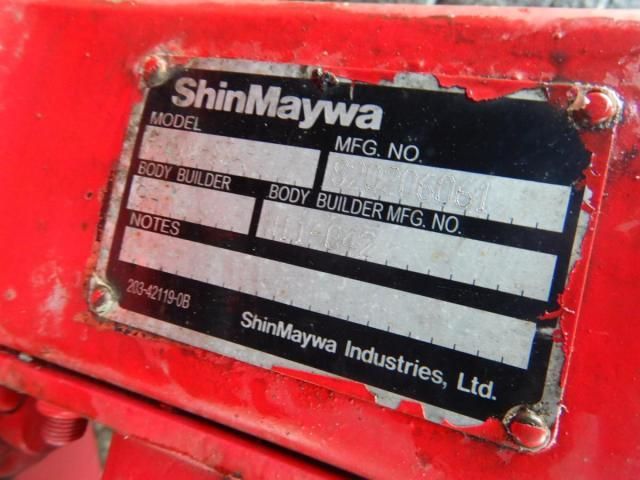 ShinMaywa
MODEL
MFG. NO.
BODY BUILDER
BODY BUILDER MFG. NO.
NOTES
203-42119-0B
ShinMaywa Industries, Ltd.